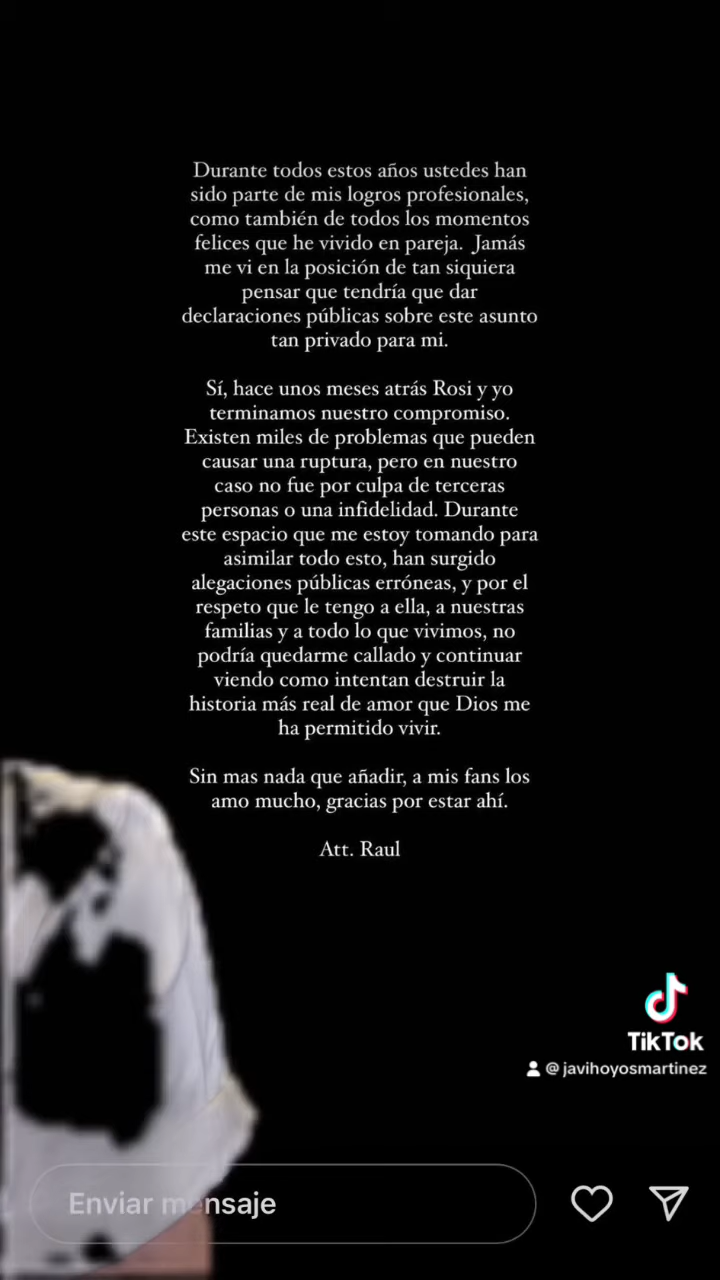 Durante todos estos años ustedes han
sido parte de mis logros profesionales,
como también de todos los momentos
felices que he vivido en pareja.  Jamás
me vi en la posición de tan siquiera
pensar que tendría que dar
declaraciones públicas sobre este asunto
tan privado para mi.
Sí, hace unos meses atrás Rosi y yo
terminamos nuestro compromiso.
Existen miles de problemas que pueden
causar una ruptura, pero en nuestro
caso no fue por culpa de terceras
personas o una infidelidad. Durante
este espacio que me estoy tomando para
asimilar todo esto, han surgido
alegaciones públicas erróneas, y por el
respeto que le tengo a ella, a nuestras
familias y a todo lo que vivimos, no
podría quedarme callado y continuar
viendo como intentan destruir la
historia más real de amor que Dios me
ha permitido vivir.
Sin mas nada que añadir, a mis fans los
amo mucho, gracias por estar ahí.
Att. Raul
TikTok
@javihoyosmartinez
Enviar mensaje